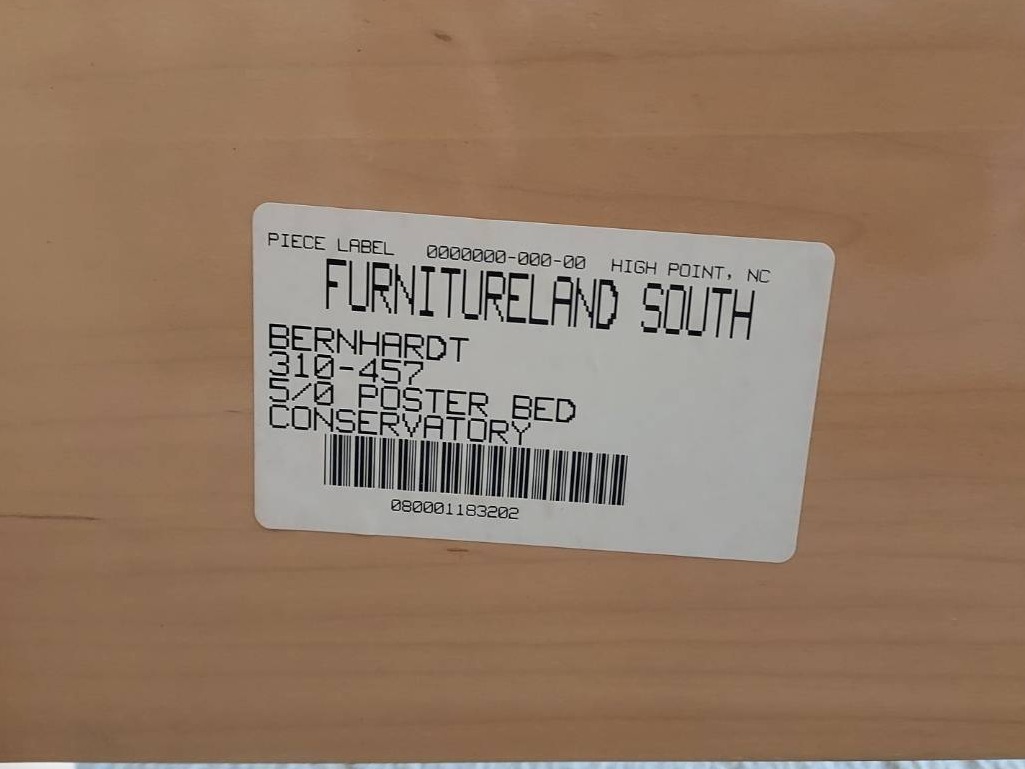 PIECE LABEL 0000000-000-00 HIGH POINT, NC
FURNITURELAND SOUTH
BERNHARDT
310-457
5/0 POSTER BED
CONSERVATORY
080001183202